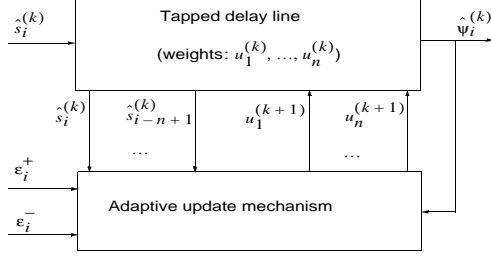 Tapped delay line
ŝ_i^(k)
(weights: u_1^(k), ..., u_n^(k))
ψ̂_i^(k)
ŝ_i^(k)
ŝ_{i-n+1}^(k)
u_1^(k+1)
u_n^(k+1)
...
...
ε_i^+
Adaptive update mechanism
ε_i^-